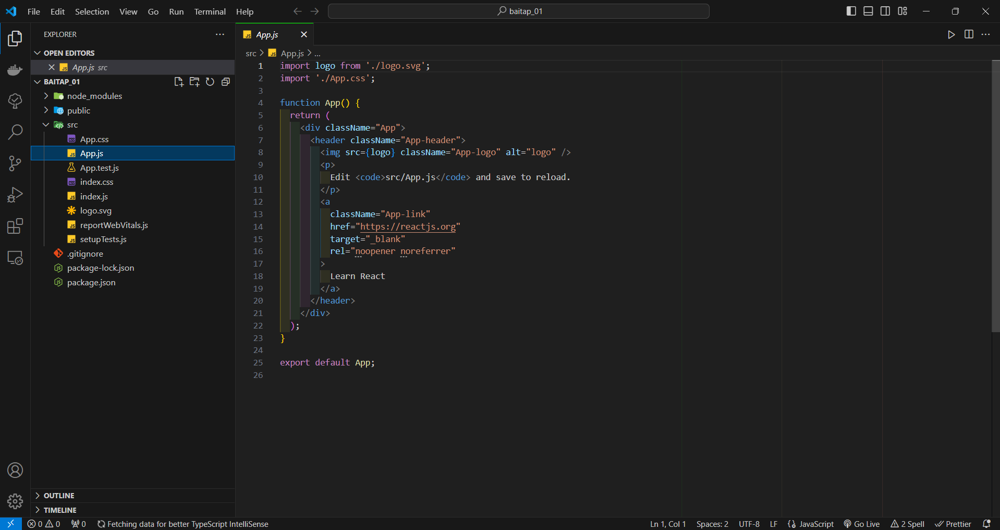 File Edit Selection View Go Run Terminal Help
baitap_01
EXPLORER
OPEN EDITORS
App.js src
BAITAP_01
node_modules
public
src
App.css
App.js
App.test.js
index.css
index.js
logo.svg
reportWebVitals.js
setupTests.js
.gitignore
package-lock.json
package.json
OUTLINE
TIMELINE
App.js
src > App.js > ...
1 import logo from './logo.svg';
2 import './App.css';
3
4 function App() {
5 return (
6 <div className="App">
7 <header className="App-header">
8 <img src={logo} className="App-logo" alt="logo" />
9 <p>
10 Edit <code>src/App.js</code> and save to reload.
11 </p>
12 <a
13 className="App-link"
14 href="https://reactjs.org"
15 target="_blank"
16 rel="noopener noreferrer"
17 >
18 Learn React
19 </a>
20 </header>
21 </div>
22 );
23 }
24
25 export default App;
26
0 0 0 Fetching data for better TypeScript IntelliSense
Ln 1, Col 1 Spaces: 2 UTF-8 LF JavaScript Go Live 2 Spell Prettier